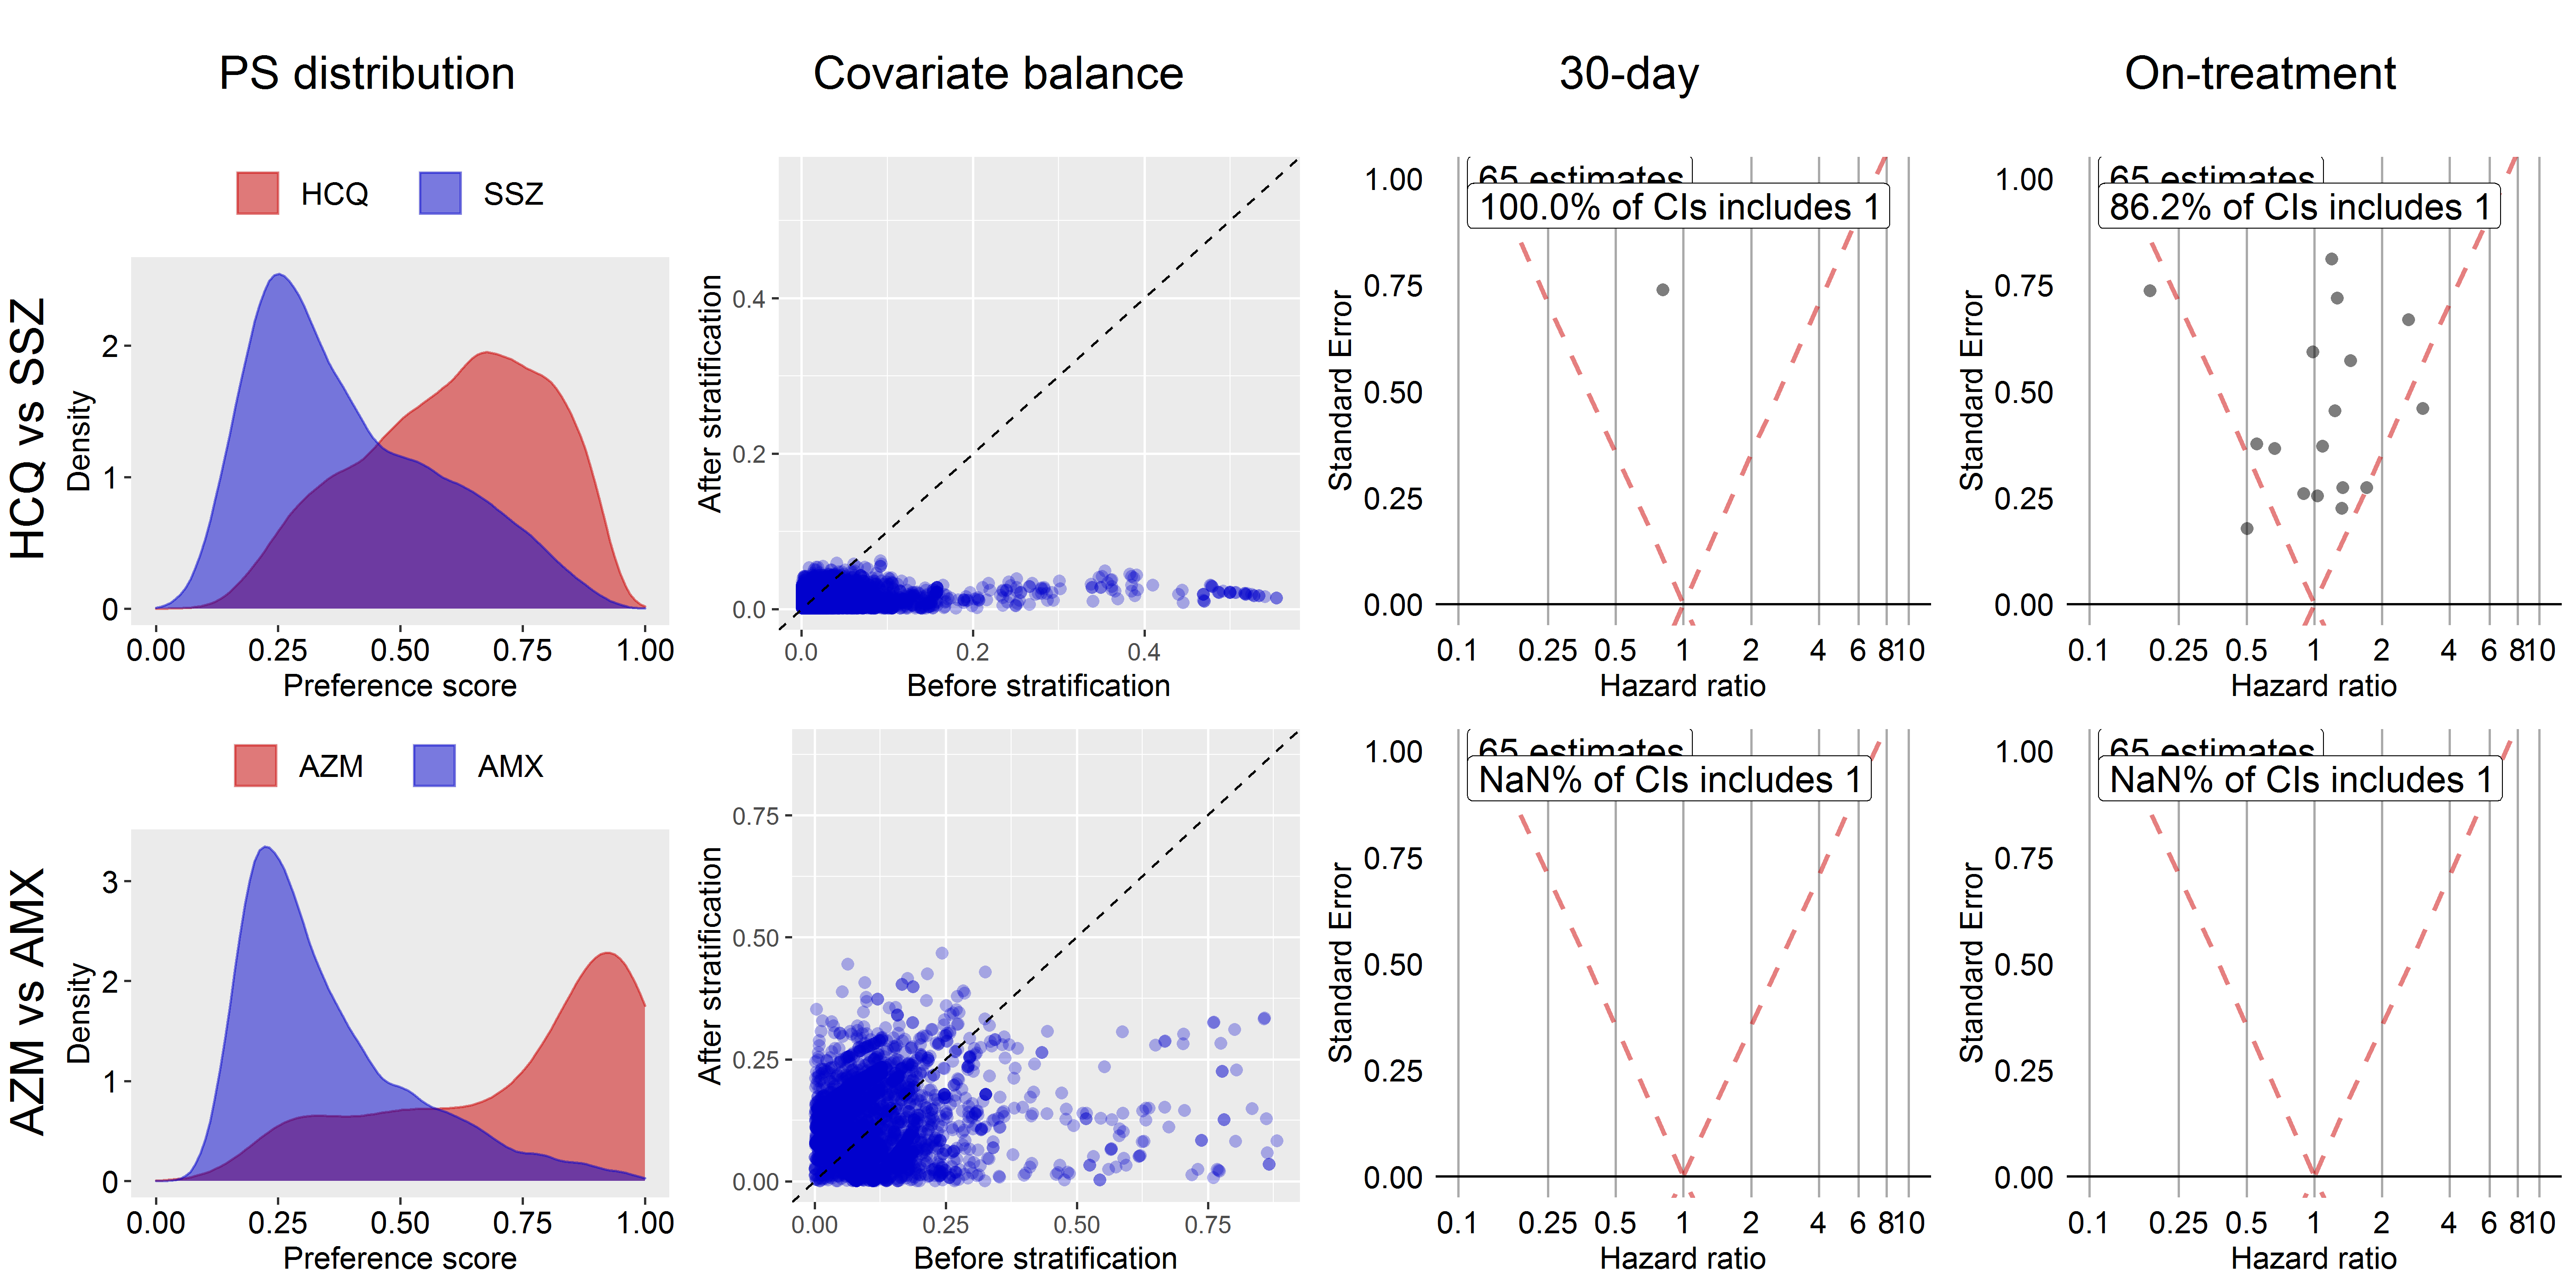 PS distribution
Covariate balance
30-day
On-treatment
HCQ vs SSZ
HCQ SSZ
Density
2
1
0
0.00 0.25 0.50 0.75 1.00
Preference score
After stratification
0.4
0.2
0.0
0.0 0.2 0.4
Before stratification
65 estimates
100.0% of CIs includes 1
Standard Error
1.00
0.75
0.50
0.25
0.00
0.1 0.25 0.5 1 2 4 6 8 10
Hazard ratio
65 estimates
86.2% of CIs includes 1
Standard Error
1.00
0.75
0.50
0.25
0.00
0.1 0.25 0.5 1 2 4 6 8 10
Hazard ratio
AZM vs AMX
AZM AMX
Density
3
2
1
0
0.00 0.25 0.50 0.75 1.00
Preference score
After stratification
0.75
0.50
0.25
0.00
0.00 0.25 0.50 0.75
Before stratification
65 estimates
NaN% of CIs includes 1
Standard Error
1.00
0.75
0.50
0.25
0.00
0.1 0.25 0.5 1 2 4 6 8 10
Hazard ratio
65 estimates
NaN% of CIs includes 1
Standard Error
1.00
0.75
0.50
0.25
0.00
0.1 0.25 0.5 1 2 4 6 8 10
Hazard ratio